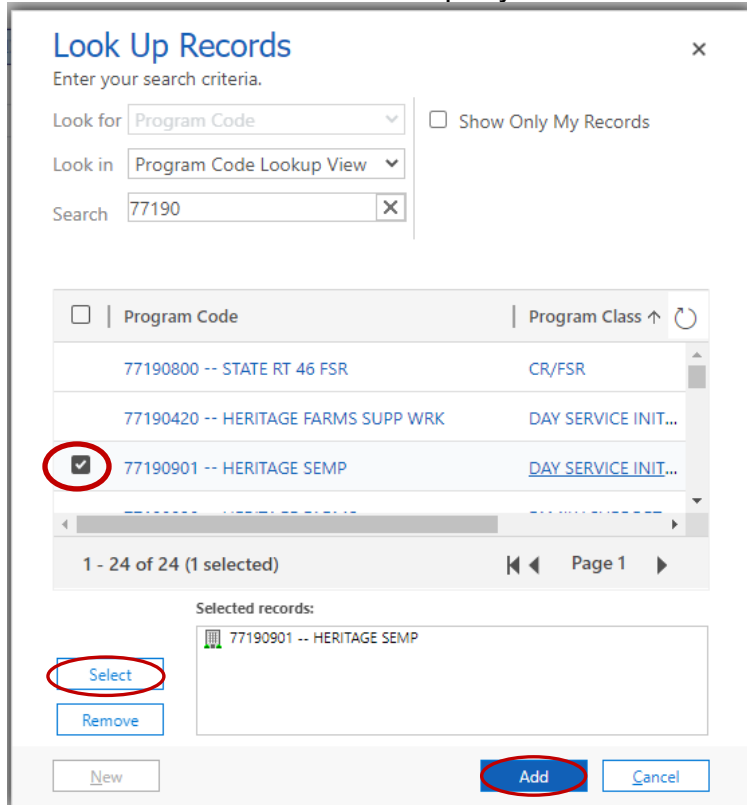 Look Up Records
Enter your search criteria.
Look for Program Code
Show Only My Records
Look in Program Code Lookup View
Search 77190
Program Code | Program Class
77190800 -- STATE RT 46 FSR CR/FSR
77190420 -- HERITAGE FARMS SUPP WRK DAY SERVICE INIT...
77190901 -- HERITAGE SEMP DAY SERVICE INIT...
1 - 24 of 24 (1 selected) Page 1
Selected records:
77190901 -- HERITAGE SEMP
Select
Remove
New Add Cancel